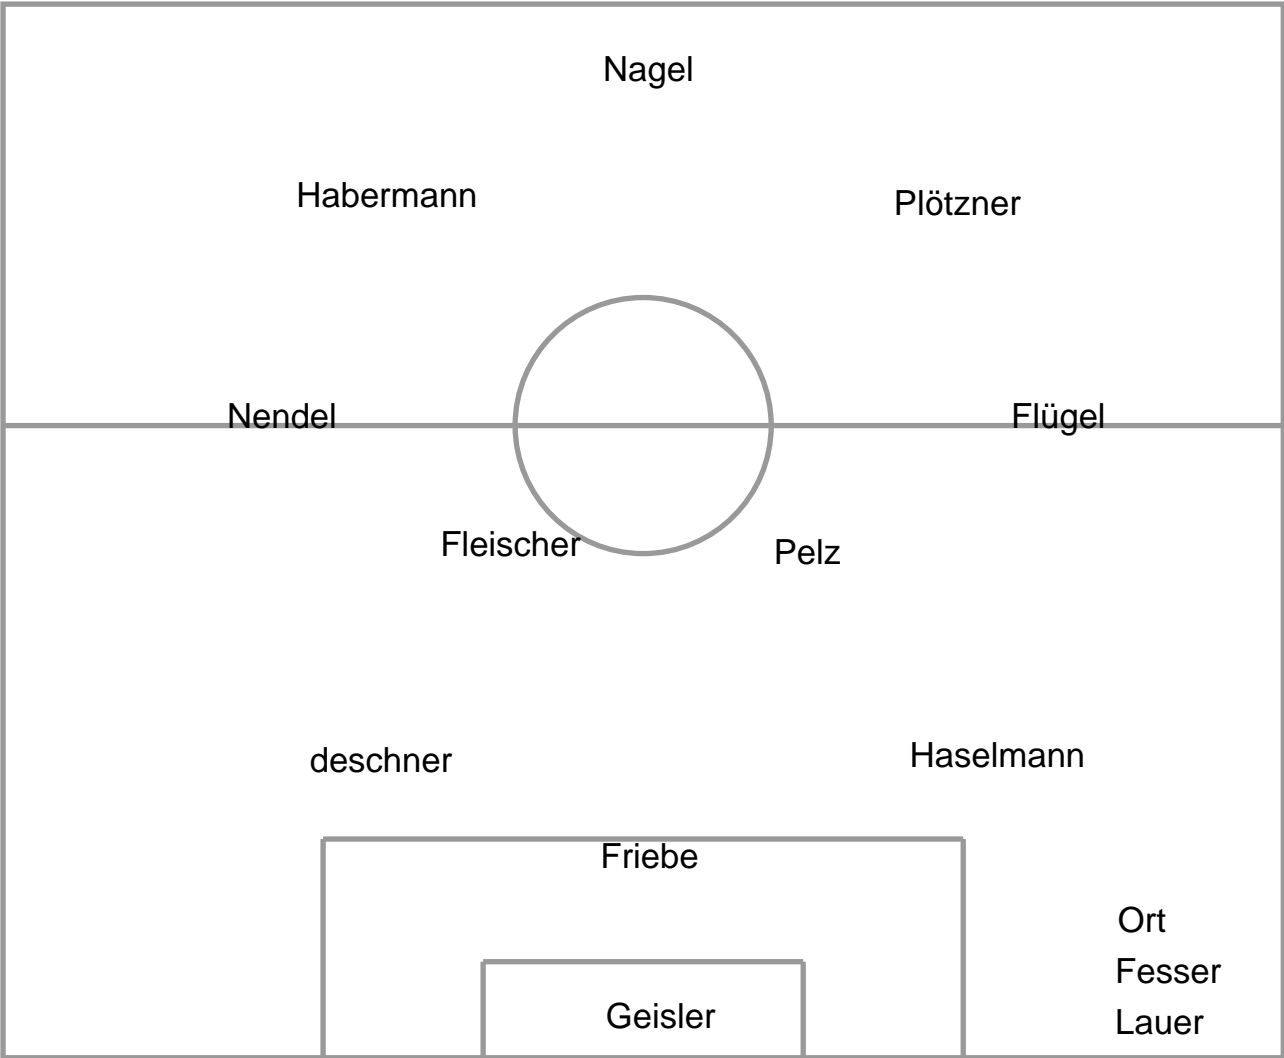 Nagel
Habermann
Plötzner
Nendel
Flügel
Fleischer
Pelz
deschner
Haselmann
Friebe
Ort
Fesser
Geisler
Lauer